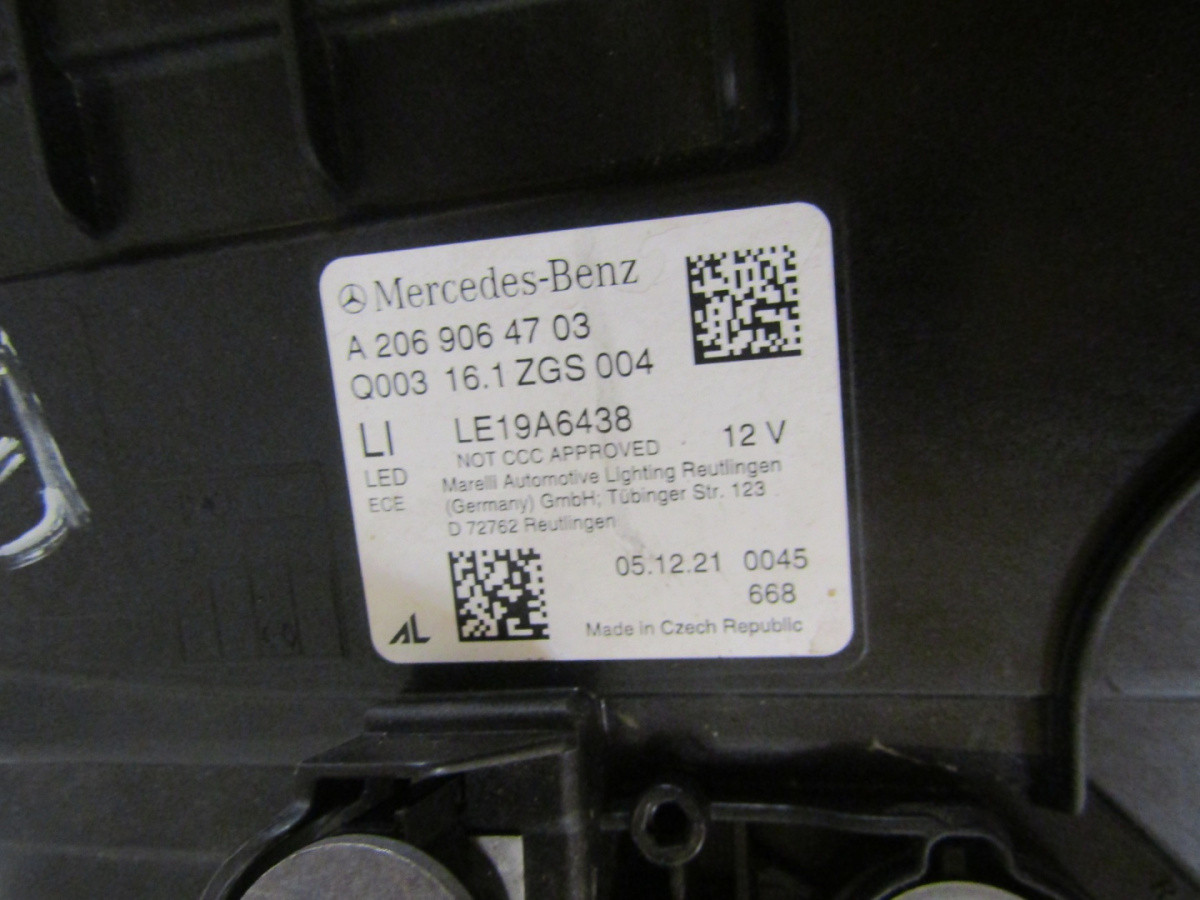 Mercedes-Benz
A 206 906 47 03
Q003 16.1 ZGS 004
LI LE19A6438 12 V
LED NOT CCC APPROVED
ECE Marelli Automotive Lighting Reutlingen
(Germany) GmbH; Tübinger Str. 123
D 72762 Reutlingen
05.12.21 0045
668
AL Made in Czech Republic